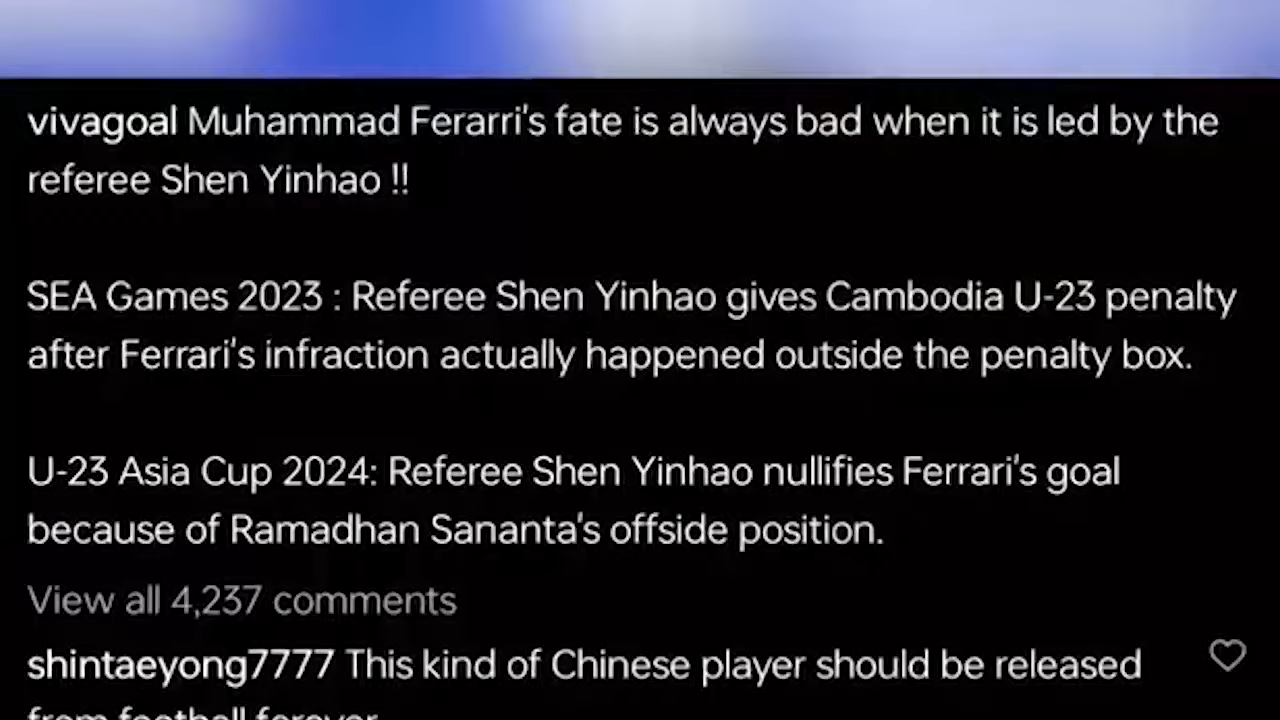 vivagoal Muhammad Ferarri's fate is always bad when it is led by the
referee Shen Yinhao !!
SEA Games 2023 : Referee Shen Yinhao gives Cambodia U-23 penalty
after Ferrari's infraction actually happened outside the penalty box.
U-23 Asia Cup 2024: Referee Shen Yinhao nullifies Ferrari's goal
because of Ramadhan Sananta's offside position.
View all 4,237 comments
shintaeyong7777 This kind of Chinese player should be released
from football forever